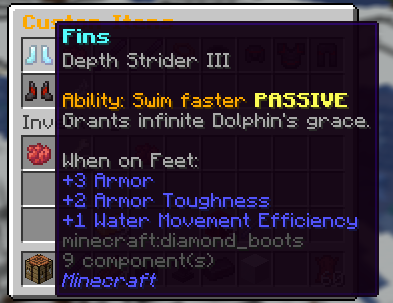 Custom Items
Fins
Depth Strider III
Ability: Swim faster PASSIVE
Grants infinite Dolphin's grace.
Inv
When on Feet:
+3 Armor
+2 Armor Toughness
+1 Water Movement Efficiency
minecraft:diamond_boots
9 component(s)
Minecraft